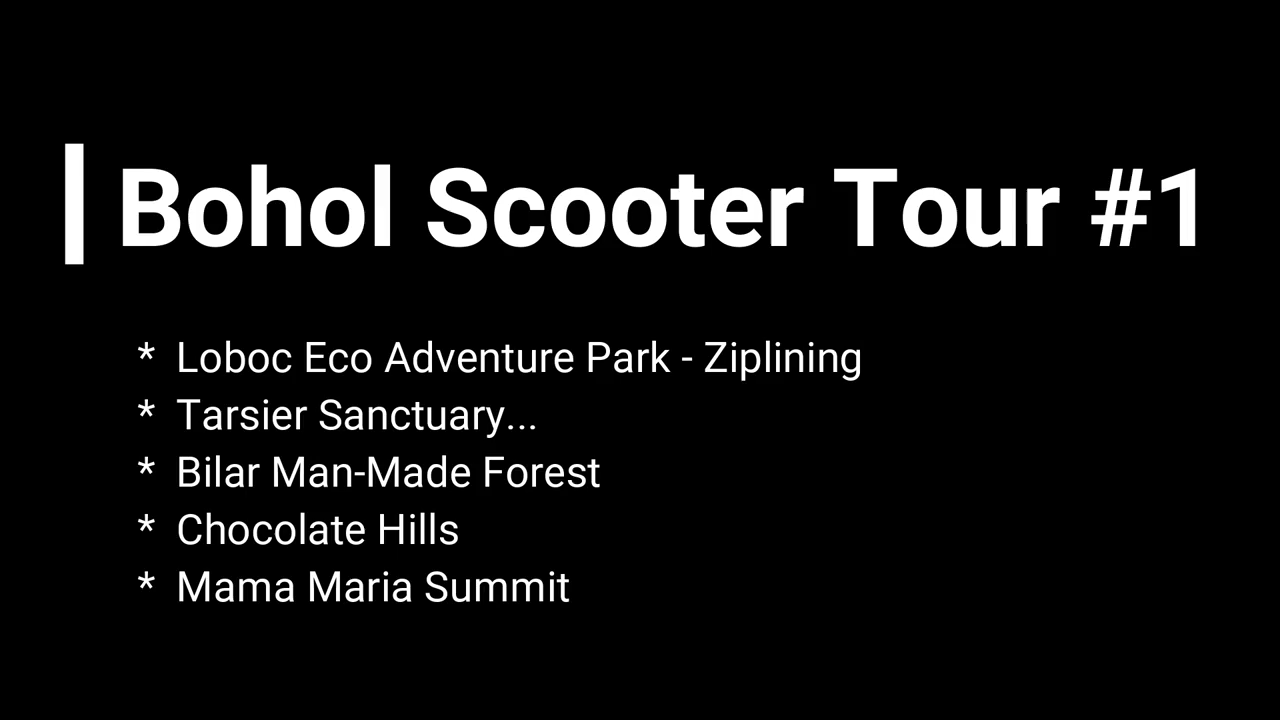 Bohol Scooter Tour #1
* Loboc Eco Adventure Park - Ziplining
* Tarsier Sanctuary...
* Bilar Man-Made Forest
* Chocolate Hills
* Mama Maria Summit